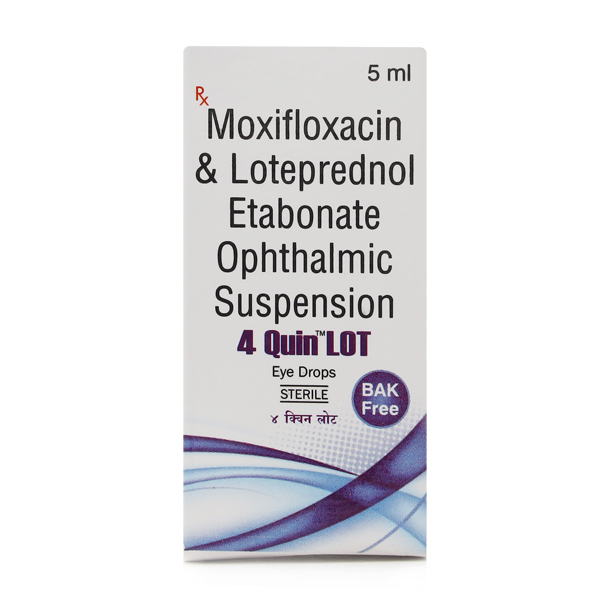 5 ml
Rx
Moxifloxacin
& Loteprednol
Etabonate
Ophthalmic
Suspension
4 Quin™ LOT
Eye Drops
STERILE
BAK
Free
४ क्विन लोट